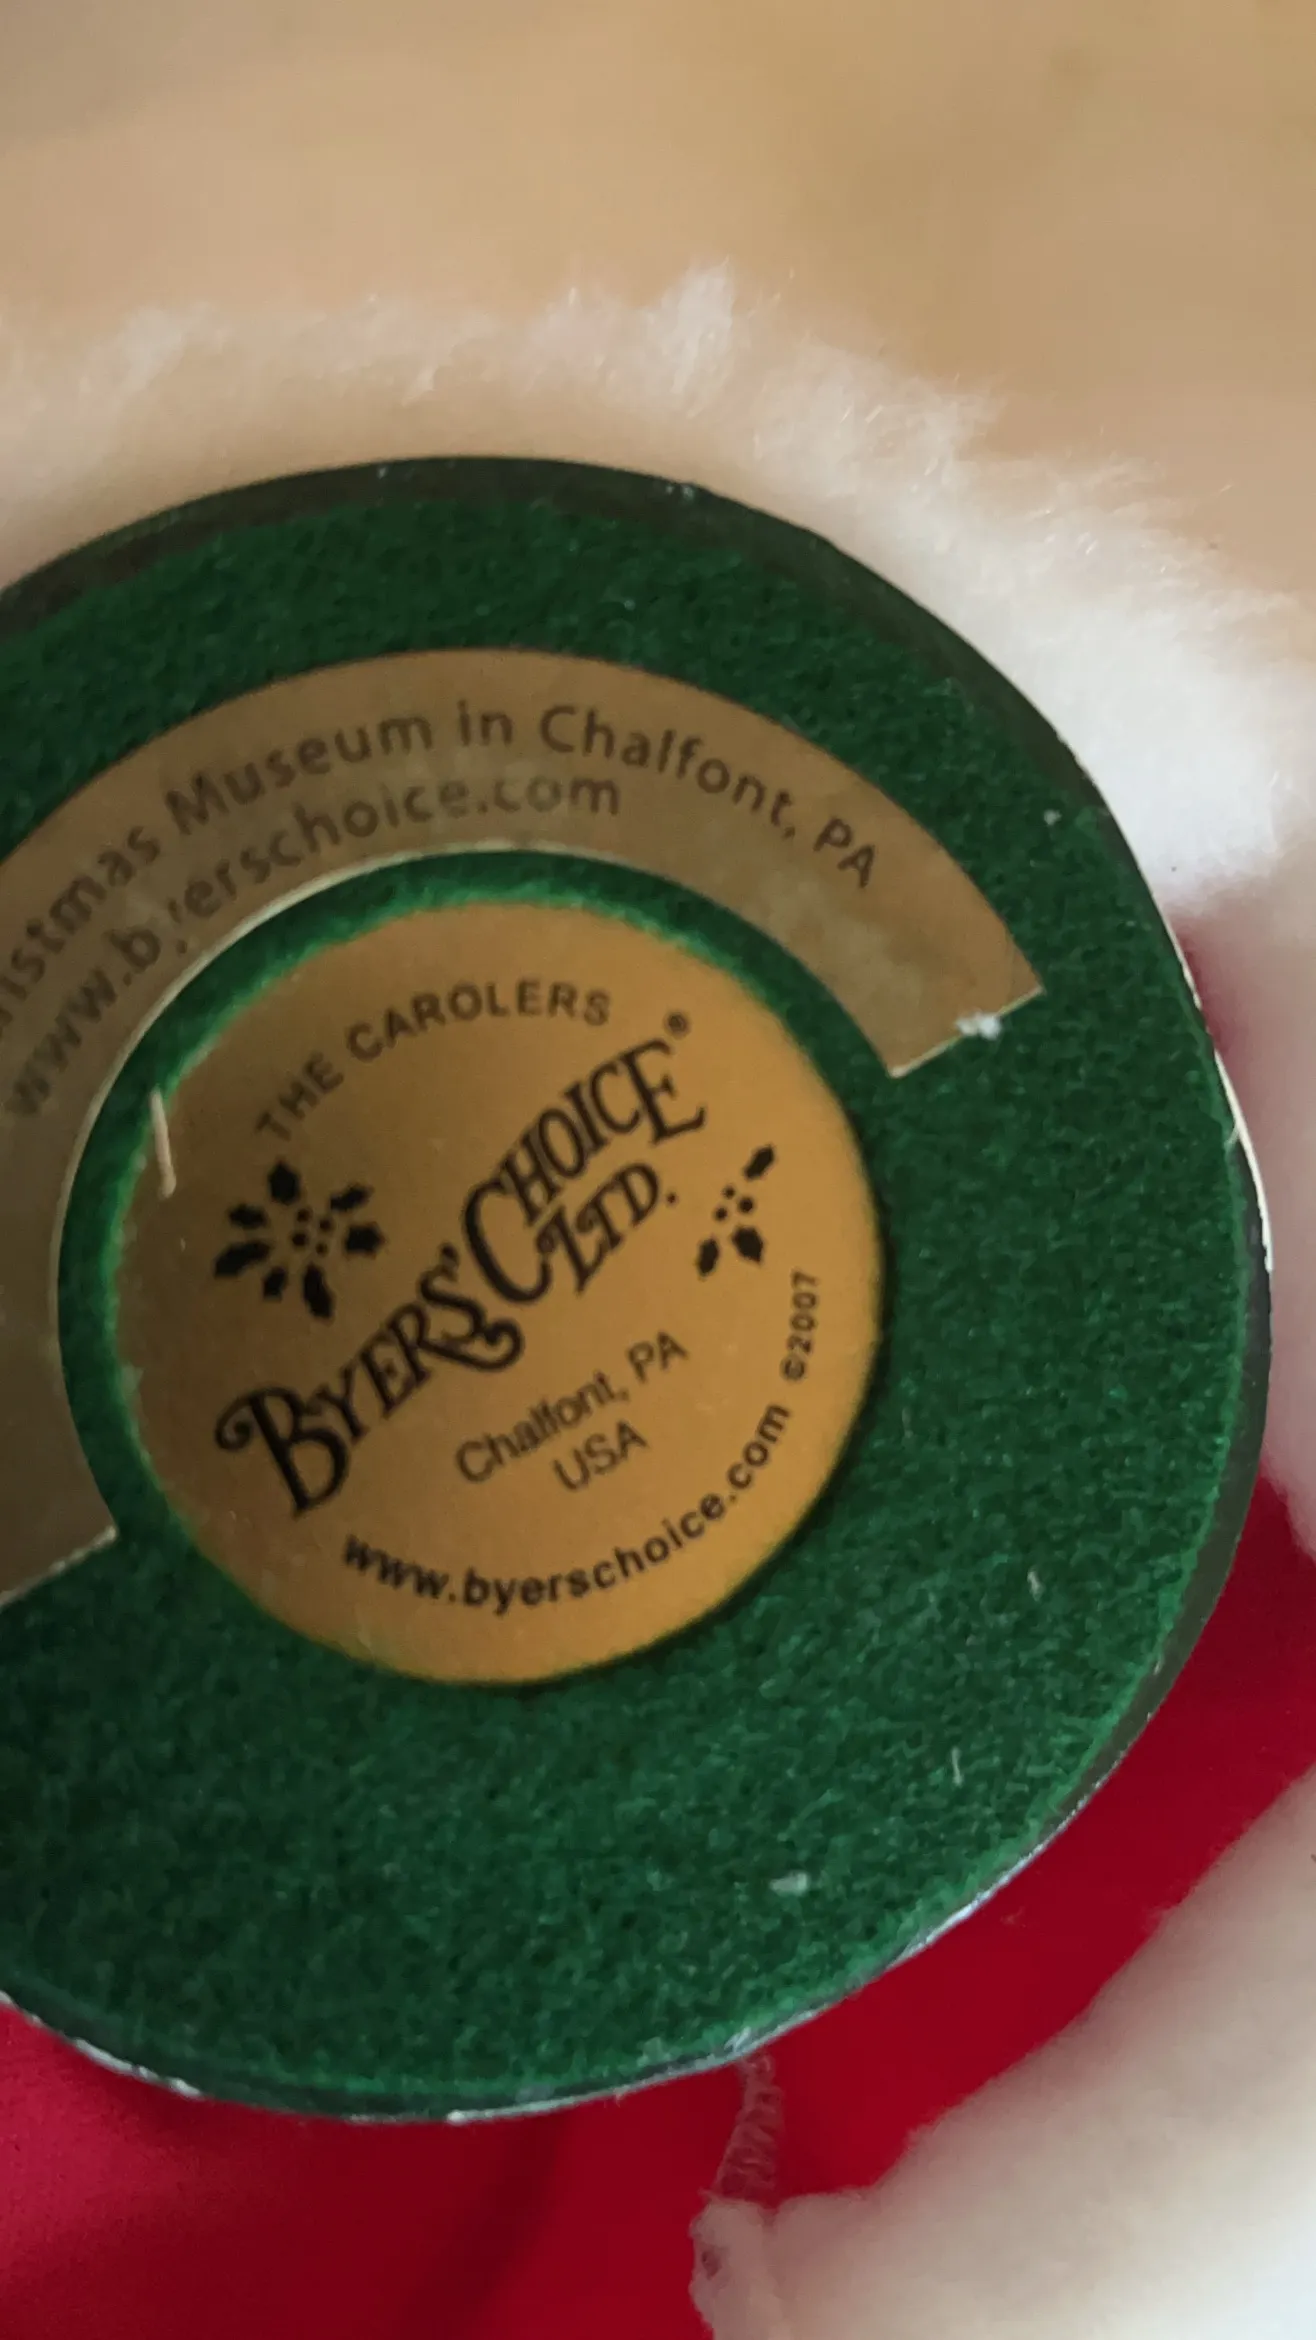 Christmas Museum in Chalfont, PA
www.byerschoice.com
THE CAROLERS®
BYERS' CHOICE
LTD.
Chalfont, PA
USA
www.byerschoice.com ©2007